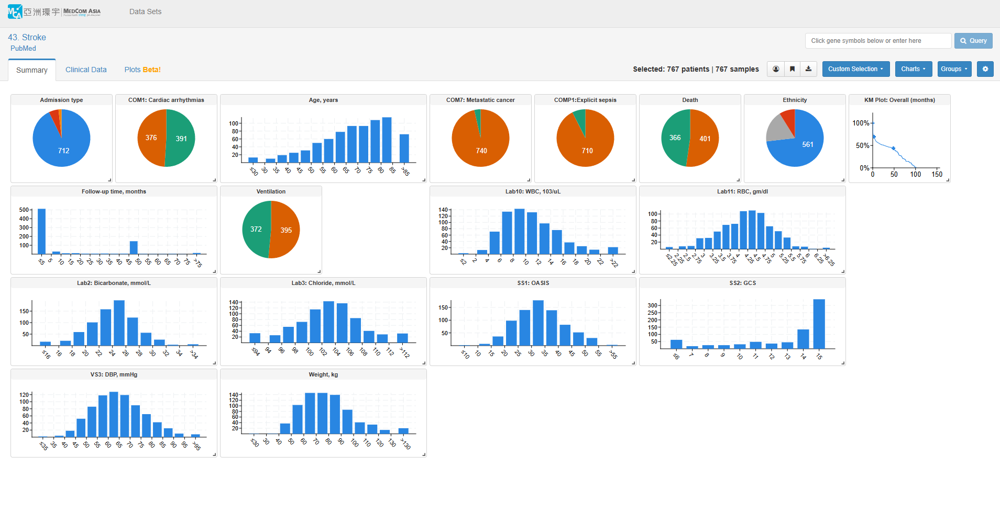 MCA 亞洲環宇 MEDCOM ASIA
Data Sets
43. Stroke
PubMed
Click gene symbols below or enter here
Query
Summary
Clinical Data
Plots Beta!
Selected: 767 patients | 767 samples
Custom Selection
Charts
Groups
Admission type
712
COM1: Cardiac arrhythmias
376
391
Age, years
100
80
60
40
20
≤30 30 35 40 45 50 55 60 65 70 75 80 85 >85
COM7: Metastatic cancer
740
COMP1:Explicit sepsis
710
Death
366
401
Ethnicity
561
KM Plot: Overall (months)
100%
50%
0%
0 50 100 150
Follow-up time, months
500
400
300
200
100
≤5 5 10 15 20 25 30 35 40 45 50 55 60 65 70 75 >75
Ventilation
372
395
Lab10: WBC, 103/uL
140
120
100
80
60
40
20
≤2 2 4 6 8 10 12 14 16 18 20 22 >22
Lab11: RBC, gm/dl
100
80
60
40
20
≤2.25 2.25 2.5 2.75 3 3.25 3.5 3.75 4 4.25 4.5 4.75 5 5.25 5.5 5.75 6 6.25 >6.25
Lab2: Bicarbonate, mmol/L
150
100
50
≤16 16 18 20 22 24 26 28 30 32 34 >34
Lab3: Chloride, mmol/L
140
120
100
80
60
40
20
≤94 94 96 98 100 102 104 106 108 110 112 >112
SS1: OASIS
150
100
50
≤10 10 15 20 25 30 35 40 45 50 55 >55
SS2: GCS
300
250
200
150
100
50
≤6 7 8 9 10 11 12 13 14 15
VS3: DBP, mmHg
120
100
80
60
40
20
≤35 35 40 45 50 55 60 65 70 75 80 85 90 95 >95
Weight, kg
140
120
100
80
60
40
20
≤30 30 40 50 60 70 80 90 100 110 120 130 >130